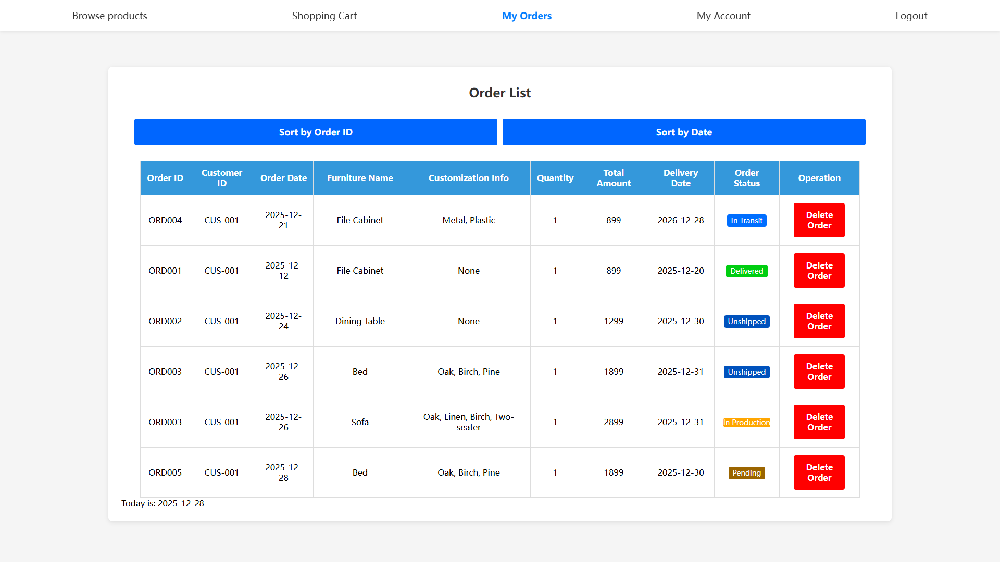 Browse products
Shopping Cart
My Orders
My Account
Logout
Order List
Sort by Order ID
Sort by Date
Order ID
Customer
ID
Order Date
Furniture Name
Customization Info
Quantity
Total
Amount
Delivery
Date
Order
Status
Operation
ORD004
CUS-001
2025-12-
21
File Cabinet
Metal, Plastic
1
899
2026-12-28
In Transit
Delete
Order
ORD001
CUS-001
2025-12-
12
File Cabinet
None
1
899
2025-12-20
Delivered
Delete
Order
ORD002
CUS-001
2025-12-
24
Dining Table
None
1
1299
2025-12-30
Unshipped
Delete
Order
ORD003
CUS-001
2025-12-
26
Bed
Oak, Birch, Pine
1
1899
2025-12-31
Unshipped
Delete
Order
ORD003
CUS-001
2025-12-
26
Sofa
Oak, Linen, Birch, Two-
seater
1
2899
2025-12-31
In Production
Delete
Order
ORD005
CUS-001
2025-12-
28
Bed
Oak, Birch, Pine
1
1899
2025-12-30
Pending
Delete
Order
Today is: 2025-12-28